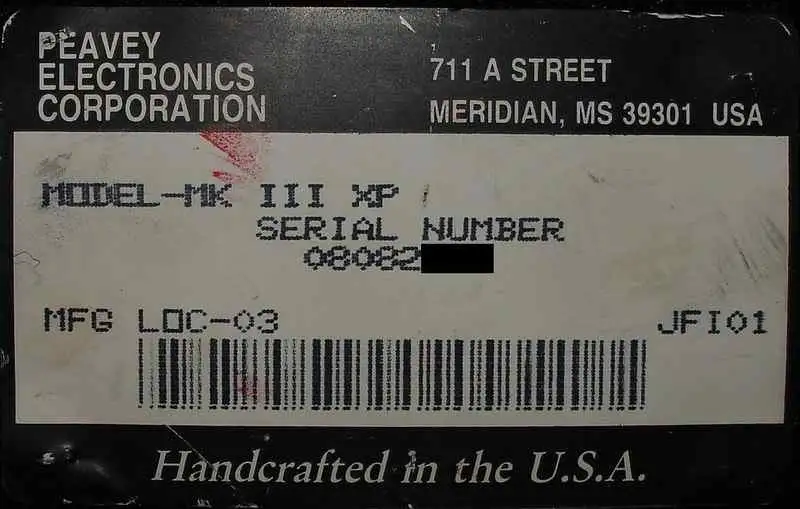 PEAVEY
ELECTRONICS
CORPORATION
711 A STREET
MERIDIAN, MS 39301 USA
MODEL-MK III XP
SERIAL NUMBER
08082
MFG LOC-03
JFI01
Handcrafted in the U.S.A.